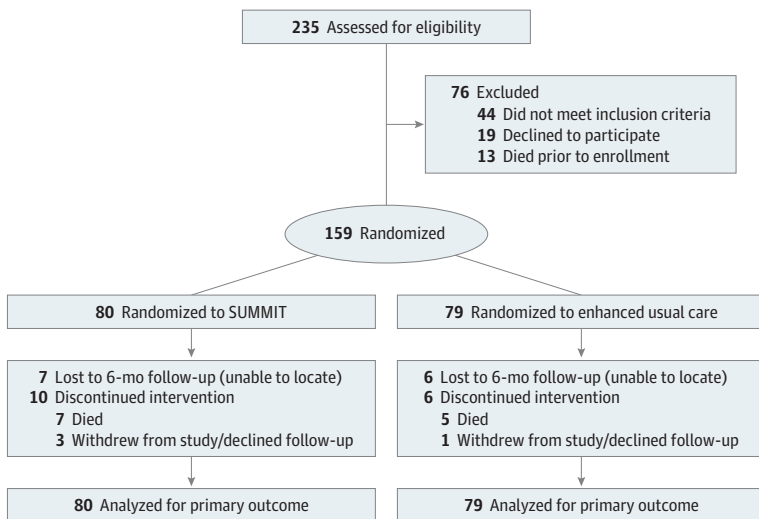 235 Assessed for eligibility
76 Excluded
44 Did not meet inclusion criteria
19 Declined to participate
13 Died prior to enrollment
159 Randomized
80 Randomized to SUMMIT
7 Lost to 6-mo follow-up (unable to locate)
10 Discontinued intervention
7 Died
3 Withdrew from study/declined follow-up
80 Analyzed for primary outcome
79 Randomized to enhanced usual care
6 Lost to 6-mo follow-up (unable to locate)
6 Discontinued intervention
5 Died
1 Withdrew from study/declined follow-up
79 Analyzed for primary outcome